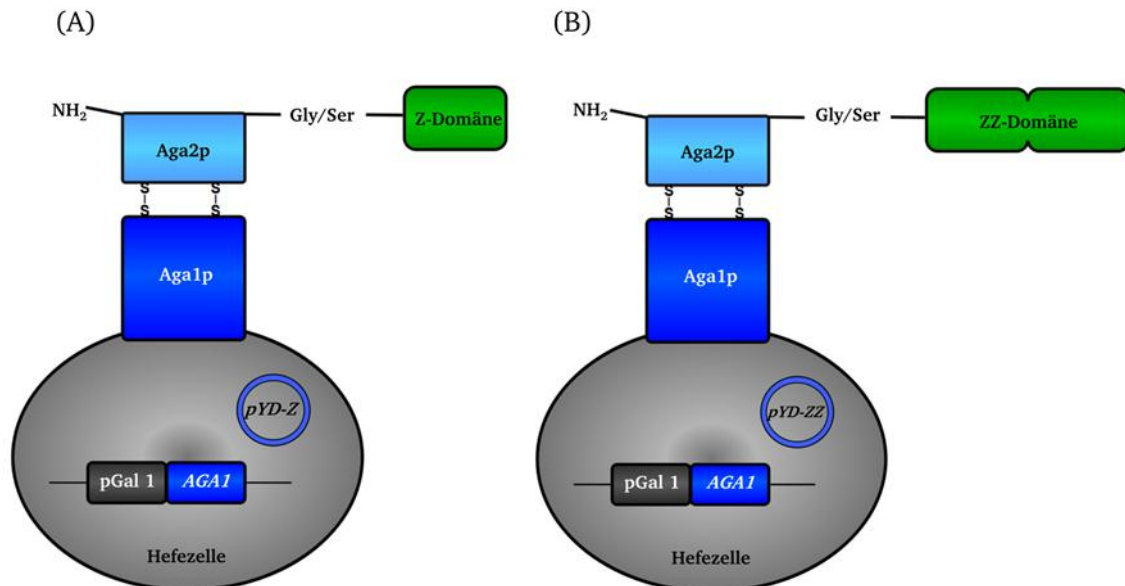 (A)
NH2
Gly/Ser
Z-Domäne
Aga2p
S S
S S
Aga1p
pYD-Z
pGal 1
AGA1
Hefezelle
(B)
NH2
Gly/Ser
ZZ-Domäne
Aga2p
S S
S S
Aga1p
pYD-ZZ
pGal 1
AGA1
Hefezelle